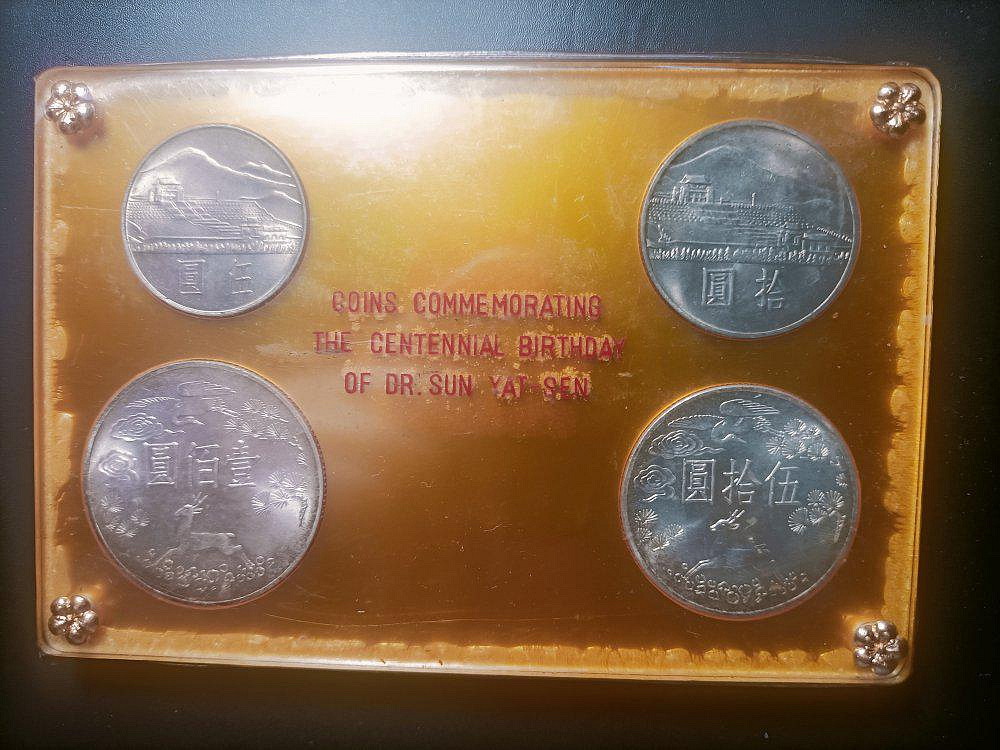 圓 伍
圓 拾
COINS COMMEMORATING
THE CENTENNIAL BIRTHDAY
OF DR. SUN YAT-SEN
圓佰壹
圓拾伍